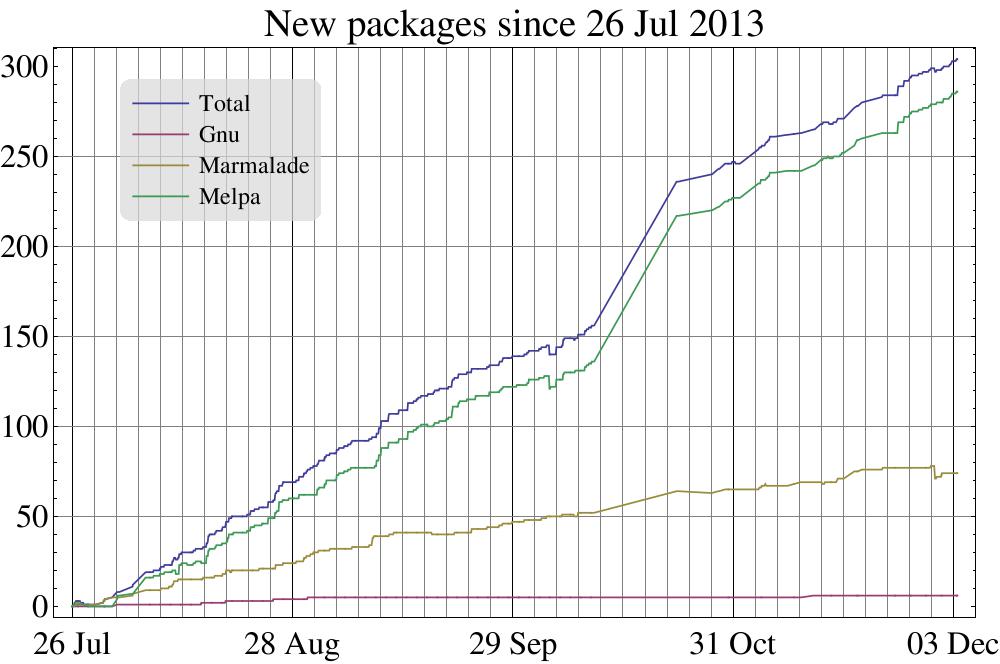 New packages since 26 Jul 2013
300
250
200
150
100
50
0
Total
Gnu
Marmalade
Melpa
26 Jul 28 Aug 29 Sep 31 Oct 03 Dec